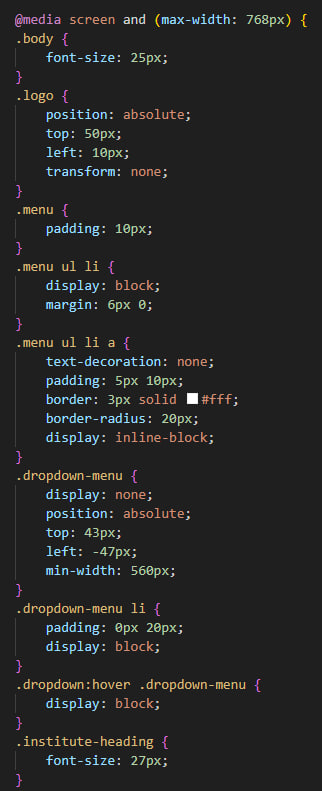 @media screen and (max-width: 768px) {
.body {
    font-size: 25px;
}
.logo {
    position: absolute;
    top: 50px;
    left: 10px;
    transform: none;
}
.menu {
    padding: 10px;
}
.menu ul li {
    display: block;
    margin: 6px 0;
}
.menu ul li a {
    text-decoration: none;
    padding: 5px 10px;
    border: 3px solid #fff;
    border-radius: 20px;
    display: inline-block;
}
.dropdown-menu {
    display: none;
    position: absolute;
    top: 43px;
    left: -47px;
    min-width: 560px;
}
.dropdown-menu li {
    padding: 0px 20px;
    display: block;
}
.dropdown:hover .dropdown-menu {
    display: block;
}
.institute-heading {
    font-size: 27px;
}